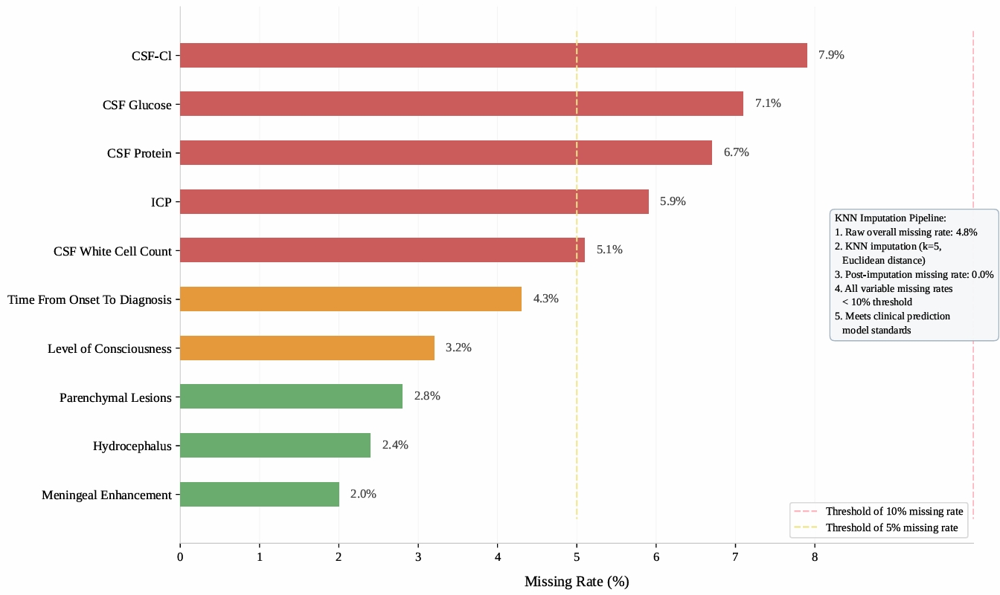 CSF-Cl
7.9%
CSF Glucose
7.1%
CSF Protein
6.7%
ICP
5.9%
CSF White Cell Count
5.1%
Time From Onset To Diagnosis
4.3%
Level of Consciousness
3.2%
Parenchymal Lesions
2.8%
Hydrocephalus
2.4%
Meningeal Enhancement
2.0%
KNN Imputation Pipeline:
1. Raw overall missing rate: 4.8%
2. KNN imputation (k=5,
Euclidean distance)
3. Post-imputation missing rate: 0.0%
4. All variable missing rates
< 10% threshold
5. Meets clinical prediction
model standards
Threshold of 10% missing rate
Threshold of 5% missing rate
0 1 2 3 4 5 6 7 8
Missing Rate (%)